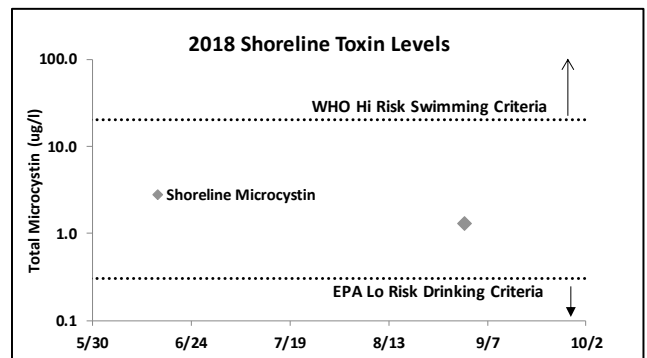 2018 Shoreline Toxin Levels
Total Microcystin (ug/l)
100.0
10.0
1.0
0.1
WHO Hi Risk Swimming Criteria
Shoreline Microcystin
EPA Lo Risk Drinking Criteria
5/30 6/24 7/19 8/13 9/7 10/2